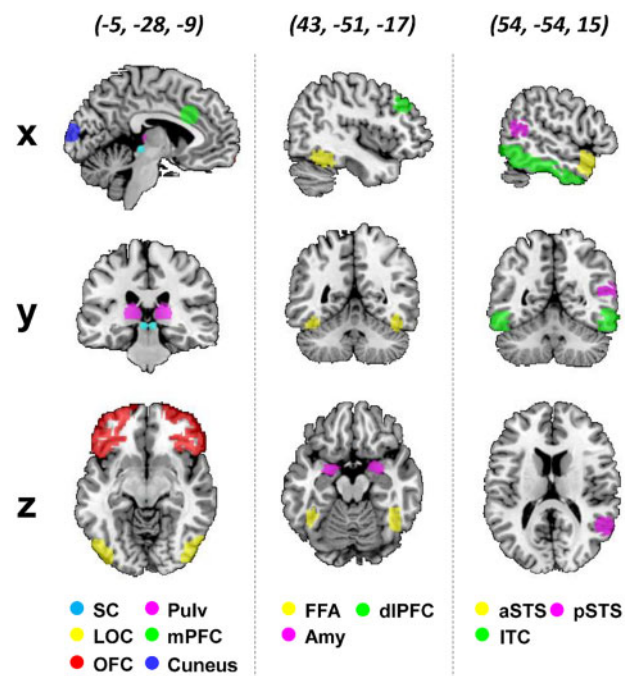 (-5, -28, -9) (43, -51, -17) (54, -54, 15)
x
y
z
SC Pulv FFA dlPFC aSTS pSTS
LOC mPFC Amy ITC
OFC Cuneus